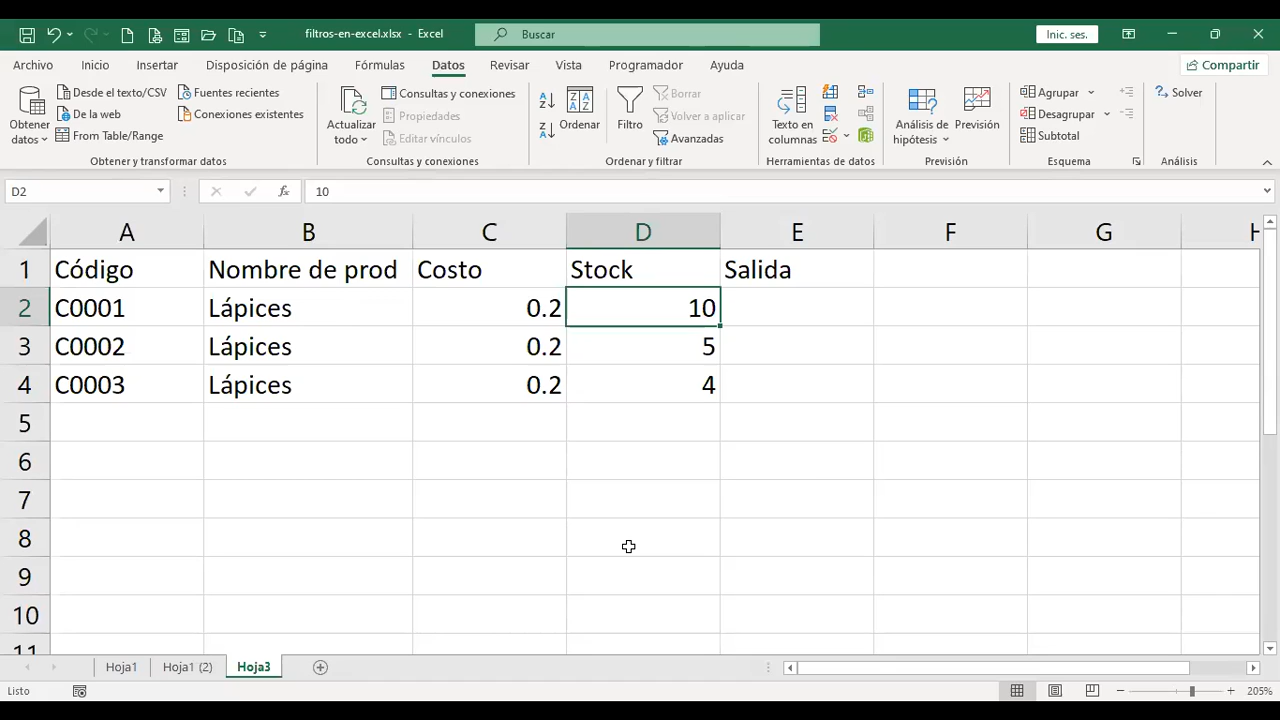 filtros-en-excel.xlsx - Excel
Buscar
Inic. ses.
Archivo Inicio Insertar Disposición de página Fórmulas Datos Revisar Vista Programador Ayuda Compartir
Obtener datos
Desde el texto/CSV
De la web
From Table/Range
Fuentes recientes
Conexiones existentes
Obtener y transformar datos
Actualizar todo
Consultas y conexiones
Propiedades
Editar vínculos
Consultas y conexiones
Ordenar
Filtro
Borrar
Volver a aplicar
Avanzadas
Ordenar y filtrar
Texto en columnas
Herramientas de datos
Análisis de hipótesis
Previsión
Previsión
Agrupar
Desagrupar
Subtotal
Esquema
Solver
Análisis
D2 fx 10
A B C D E F G H
1 Código Nombre de prod Costo Stock Salida
2 C0001 Lápices 0.2 10
3 C0002 Lápices 0.2 5
4 C0003 Lápices 0.2 4
5
6
7
8
9
10
11
Hoja1 Hoja1 (2) Hoja3
Listo 205%